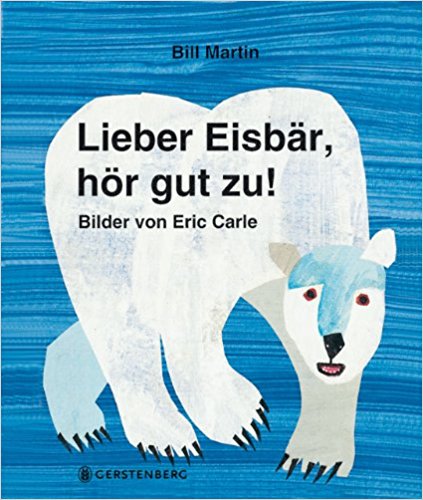 Bill Martin
Lieber Eisbär,
hör gut zu!
Bilder von Eric Carle
GERSTENBERG